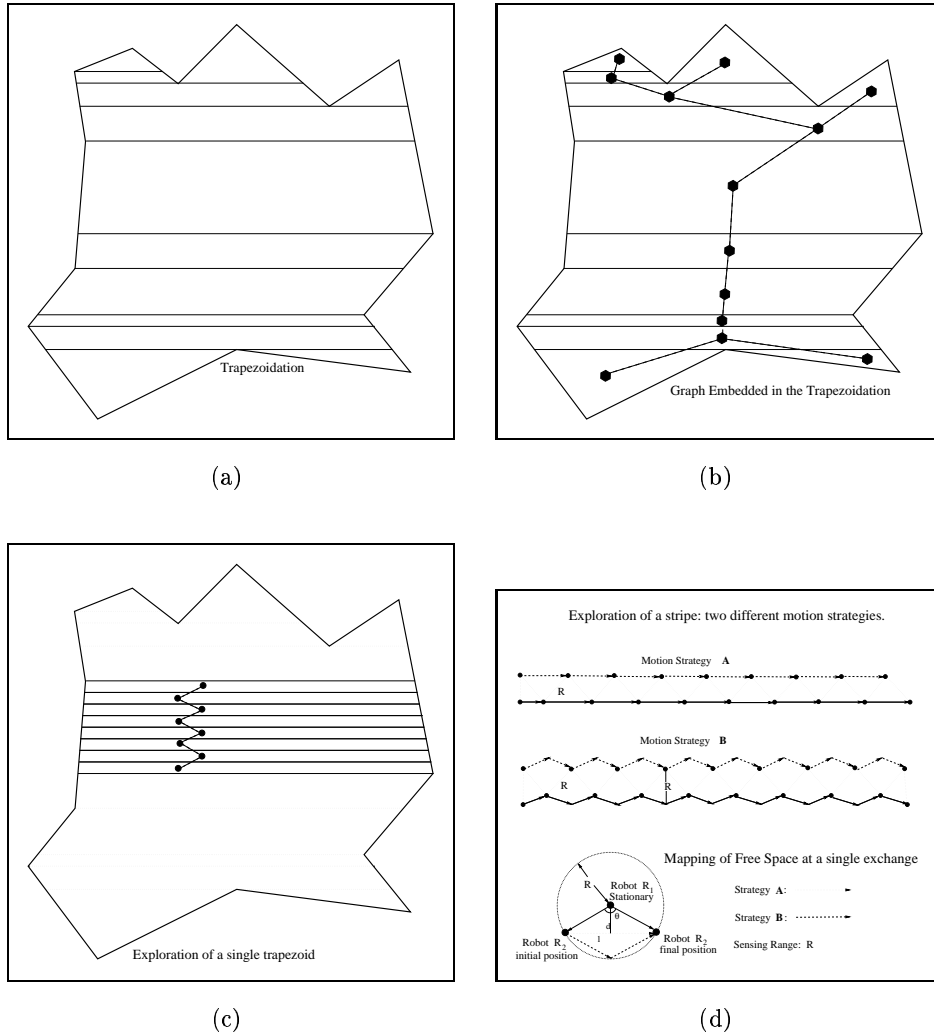 Trapezoidation
(a)
Graph Embedded in the Trapezoidation
(b)
Exploration of a single trapezoid
(c)
Exploration of a stripe: two different motion strategies.
Motion Strategy A
R
Motion Strategy B
R
R
Mapping of Free Space at a single exchange
R
Robot R1
Stationary
θ
d
l
Robot R2
initial position
Robot R2
final position
Strategy A:
Strategy B:
Sensing Range: R
(d)